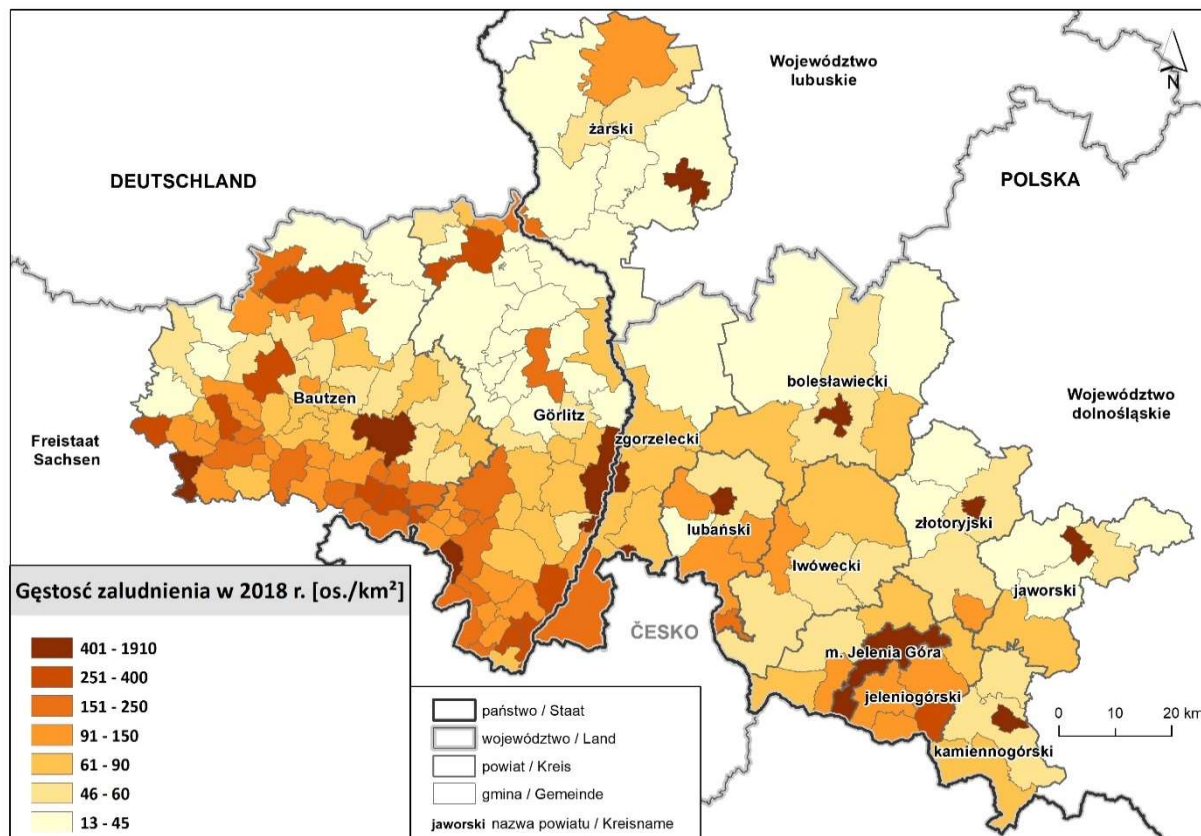 Województwo
lubuskie
N
żarski
DEUTSCHLAND
POLSKA
bolesławiecki
Województwo
dolnośląskie
Bautzen
Görlitz
Freistaat
Sachsen
zgorzelecki
lubański
złotoryjski
lwówecki
jaworski
ČESKO
m. Jelenia Góra
jeleniogórski
kamiennogórski
0 10 20 km
Gęstość zaludnienia w 2018 r. [os./km²]
401 - 1910
251 - 400
151 - 250
91 - 150
61 - 90
46 - 60
13 - 45
państwo / Staat
województwo / Land
powiat / Kreis
gmina / Gemeinde
jaworski nazwa powiatu / Kreisname